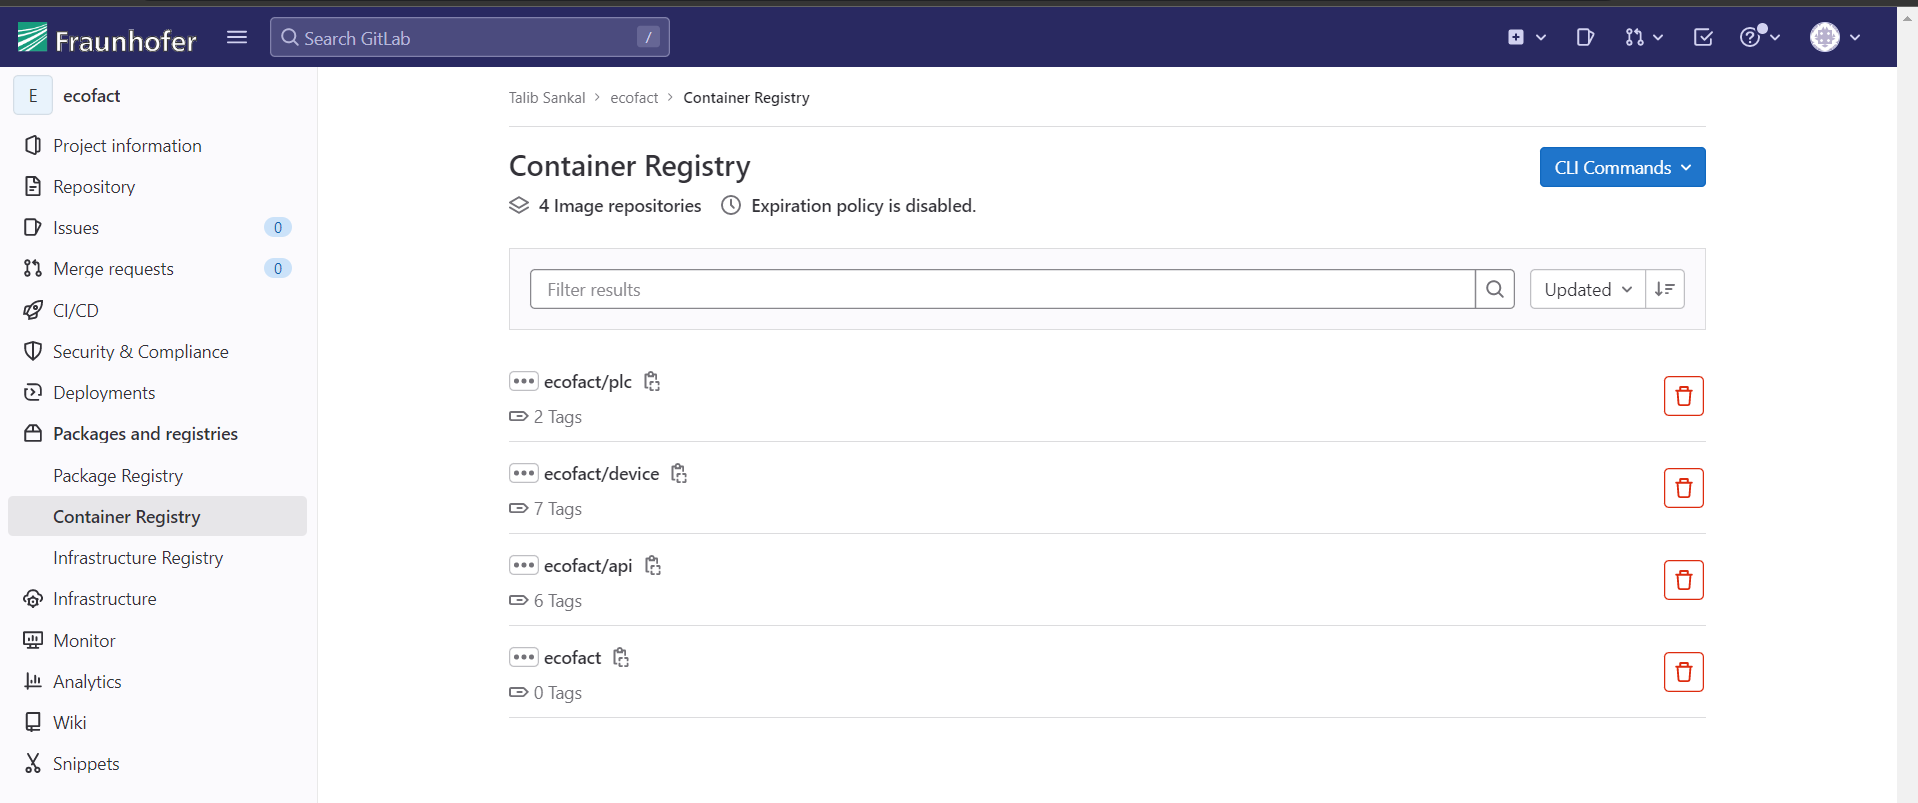 Fraunhofer
Search GitLab
/
E
ecofact
Project information
Repository
Issues
0
Merge requests
0
CI/CD
Security & Compliance
Deployments
Packages and registries
Package Registry
Container Registry
Infrastructure Registry
Infrastructure
Monitor
Analytics
Wiki
Snippets
Talib Sankal > ecofact > Container Registry
Container Registry
CLI Commands
4 Image repositories
Expiration policy is disabled.
Filter results
Updated
ecofact/plc
2 Tags
ecofact/device
7 Tags
ecofact/api
6 Tags
ecofact
0 Tags